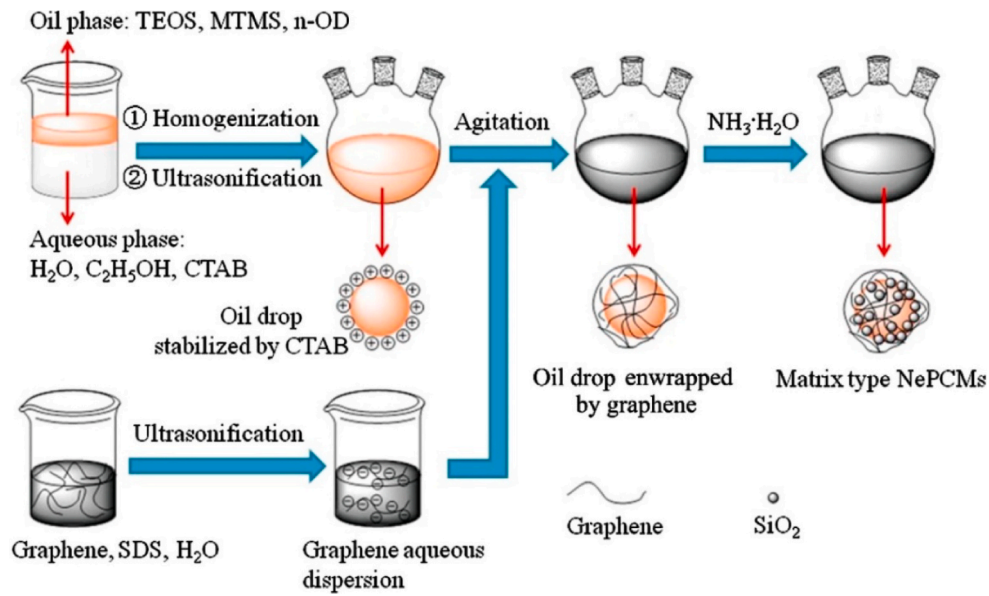 Oil phase: TEOS, MTMS, n-OD
① Homogenization
② Ultrasonification
Aqueous phase:
H₂O, C₂H₅OH, CTAB
Oil drop
stabilized by CTAB
Agitation
NH₃·H₂O
Oil drop enwrapped
by graphene
Matrix type NePCMs
Ultrasonification
Graphene, SDS, H₂O
Graphene aqueous
dispersion
Graphene
SiO₂